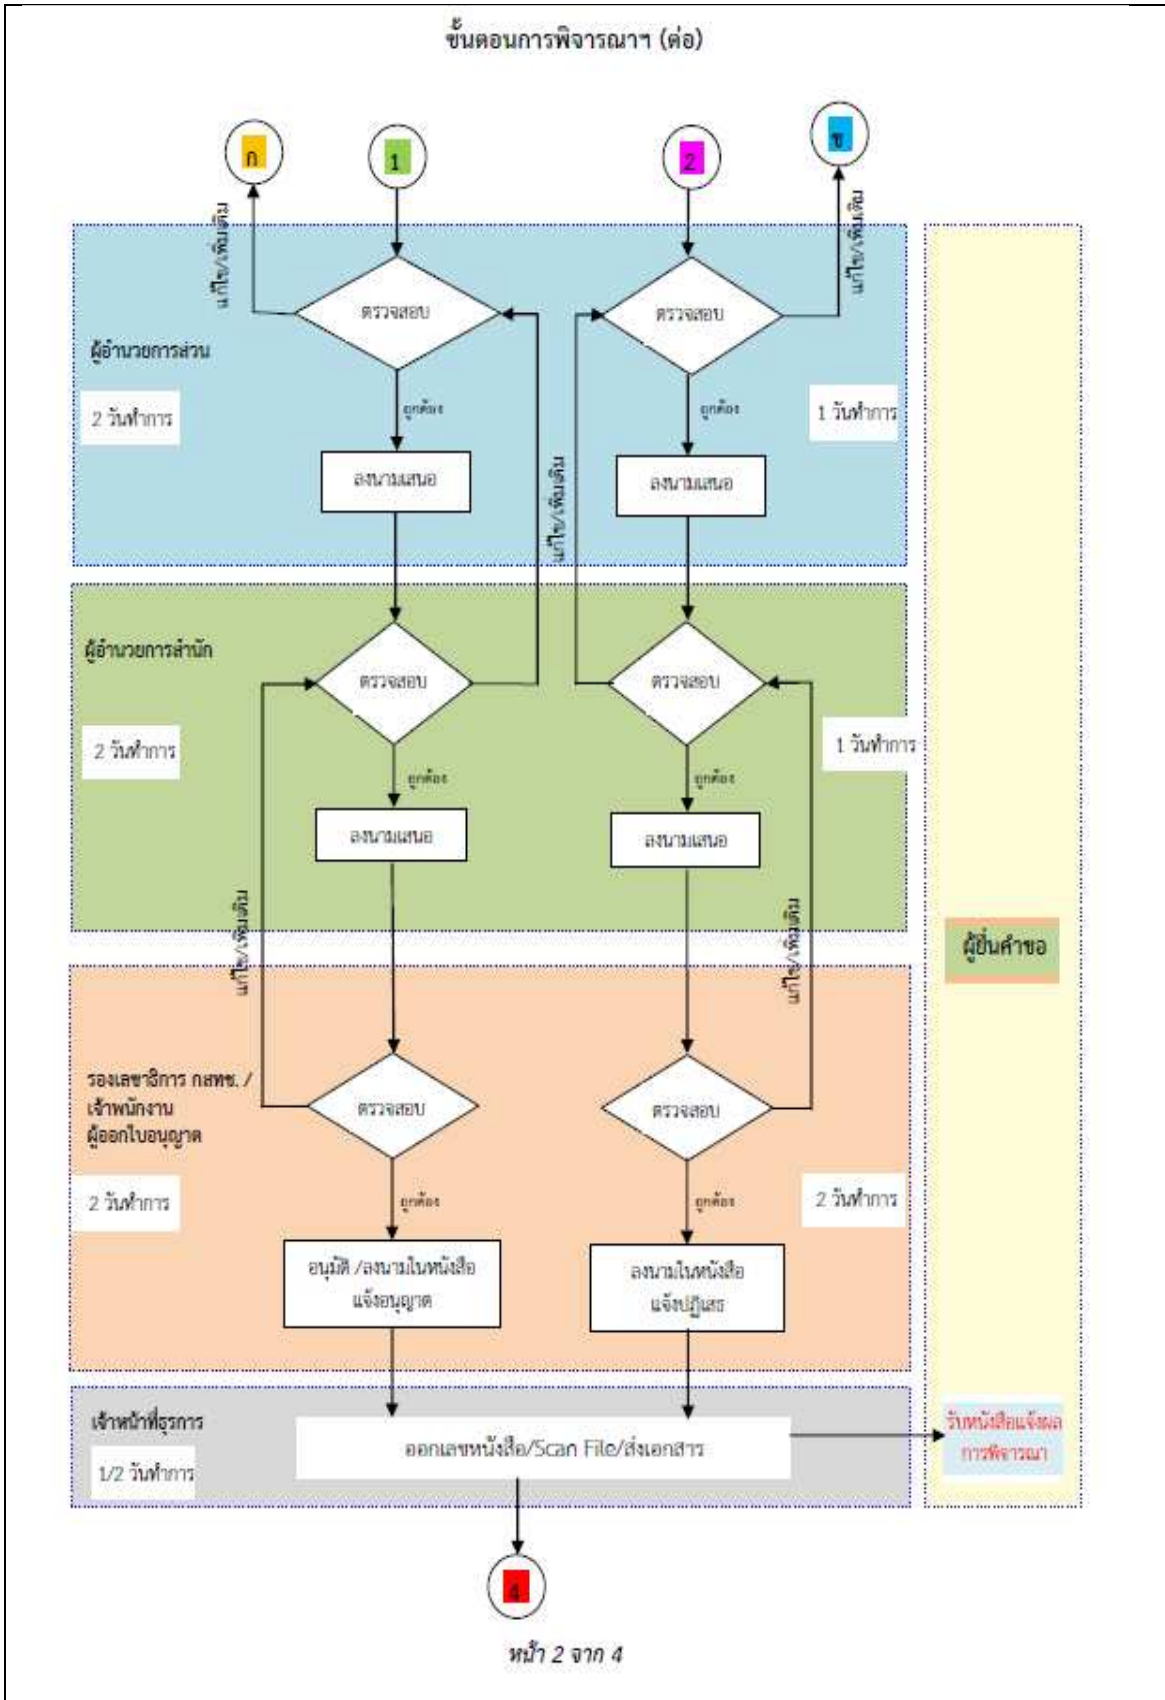 ขั้นตอนการพิจารณาฯ (ต่อ)
ก
1
2
ข
แก้ไข/เพิ่มเติม
แก้ไข/เพิ่มเติม
ตรวจสอบ
ตรวจสอบ
ผู้อำนวยการส่วน
2 วันทำการ
1 วันทำการ
ถูกต้อง
ถูกต้อง
ลงนามเสนอ
ลงนามเสนอ
แก้ไข/เพิ่มเติม
ผู้อำนวยการสำนัก
ตรวจสอบ
ตรวจสอบ
2 วันทำการ
1 วันทำการ
ถูกต้อง
ถูกต้อง
ลงนามเสนอ
ลงนามเสนอ
แก้ไข/เพิ่มเติม
แก้ไข/เพิ่มเติม
ผู้ยื่นคำขอ
รองเลขาธิการ กสทช. /
เจ้าพนักงาน
ผู้ออกใบอนุญาต
ตรวจสอบ
ตรวจสอบ
2 วันทำการ
2 วันทำการ
ถูกต้อง
ถูกต้อง
อนุมัติ /ลงนามในหนังสือ
แจ้งอนุญาต
ลงนามในหนังสือ
แจ้งปฏิเสธ
เจ้าหน้าที่ธุรการ
1/2 วันทำการ
ออกเลขหนังสือ/Scan File/ส่งเอกสาร
รับหนังสือแจ้งผล
การพิจารณา
4
หน้า 2 จาก 4